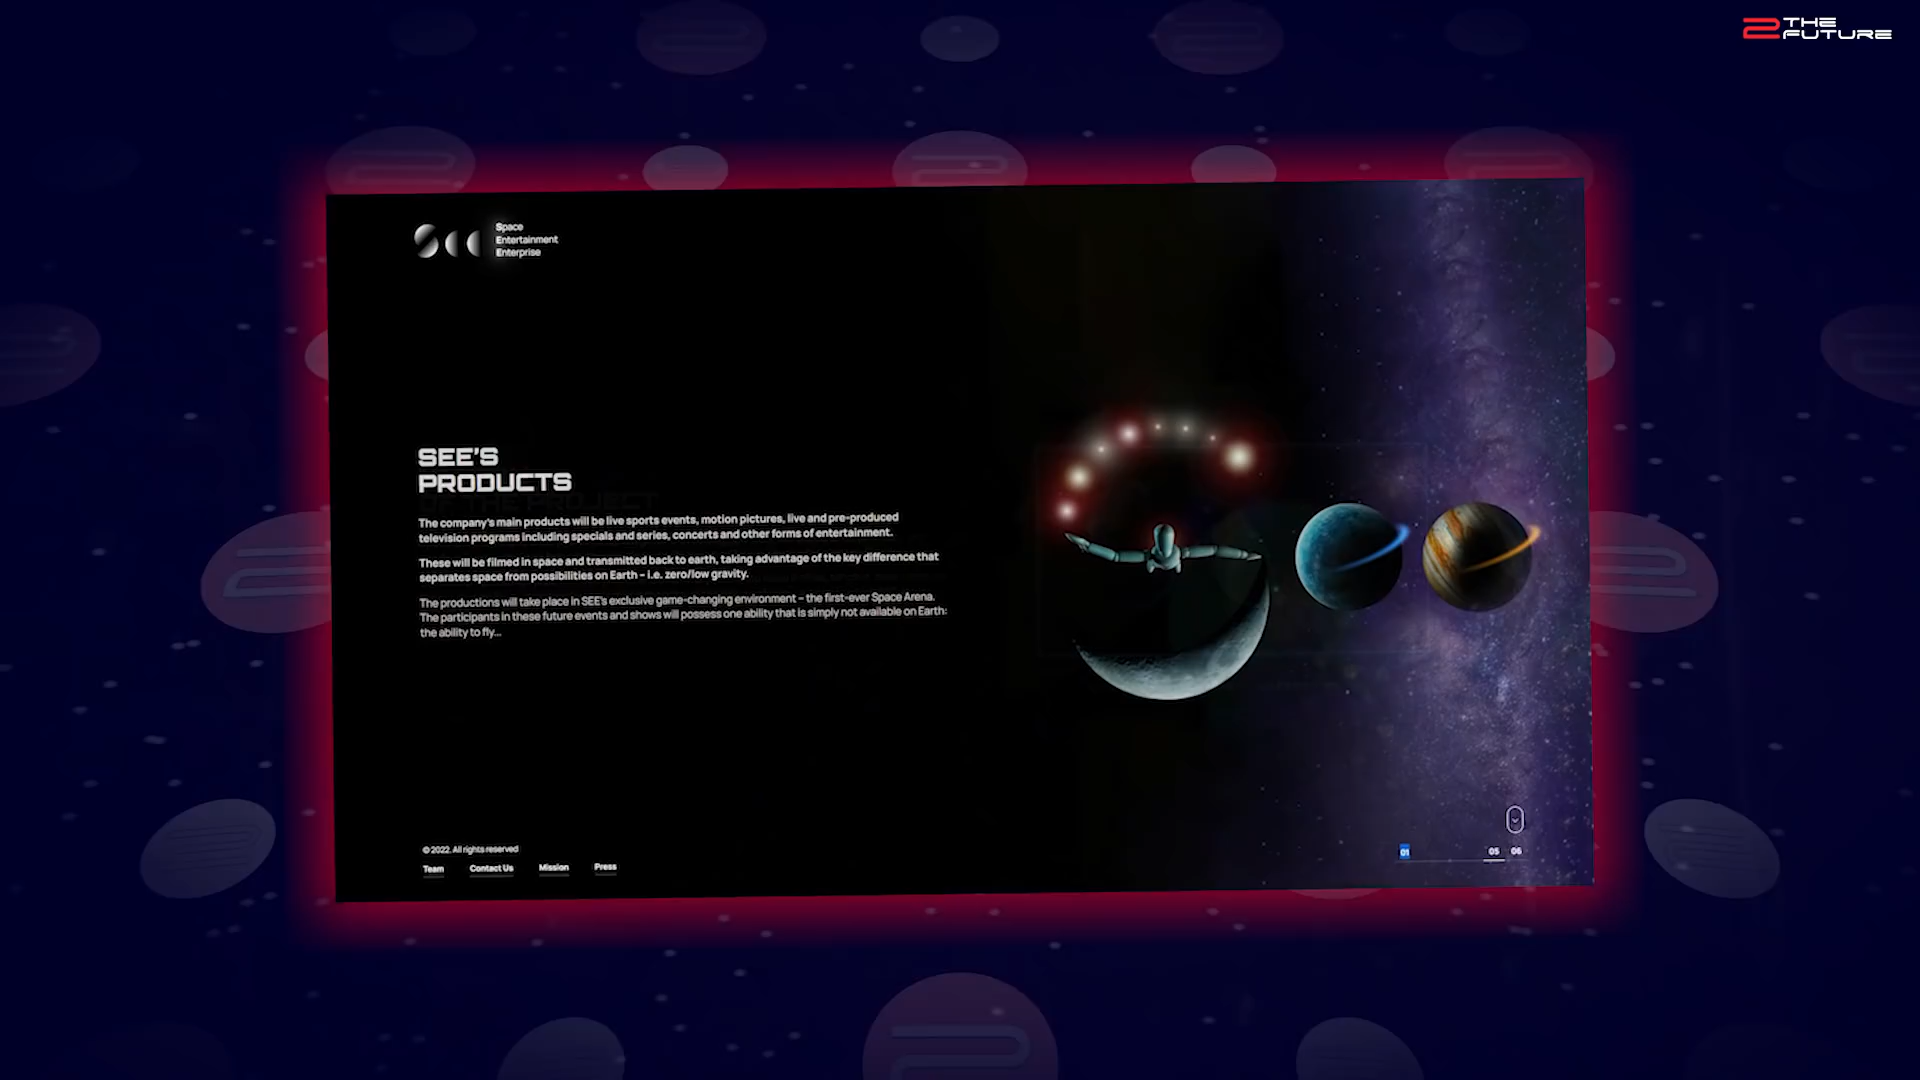 2 THE
FUTURE
See
Space
Entertainment
Enterprise
SEE'S
PRODUCTS
The company's main products will be live sports events, motion pictures, live and pre-produced
television programs including specials and series, concerts and other forms of entertainment.
These will be filmed in space and transmitted back to earth, taking advantage of the key difference that
separates space from possibilities on Earth – i.e. zero/low gravity.
The productions will take place in SEE's exclusive game-changing environment – the first-ever Space Arena.
The participants in these future events and shows will possess one ability that is simply not available on Earth:
the ability to fly...
© 2022. All rights reserved
Team Contact Us Mission Press
01 05 06